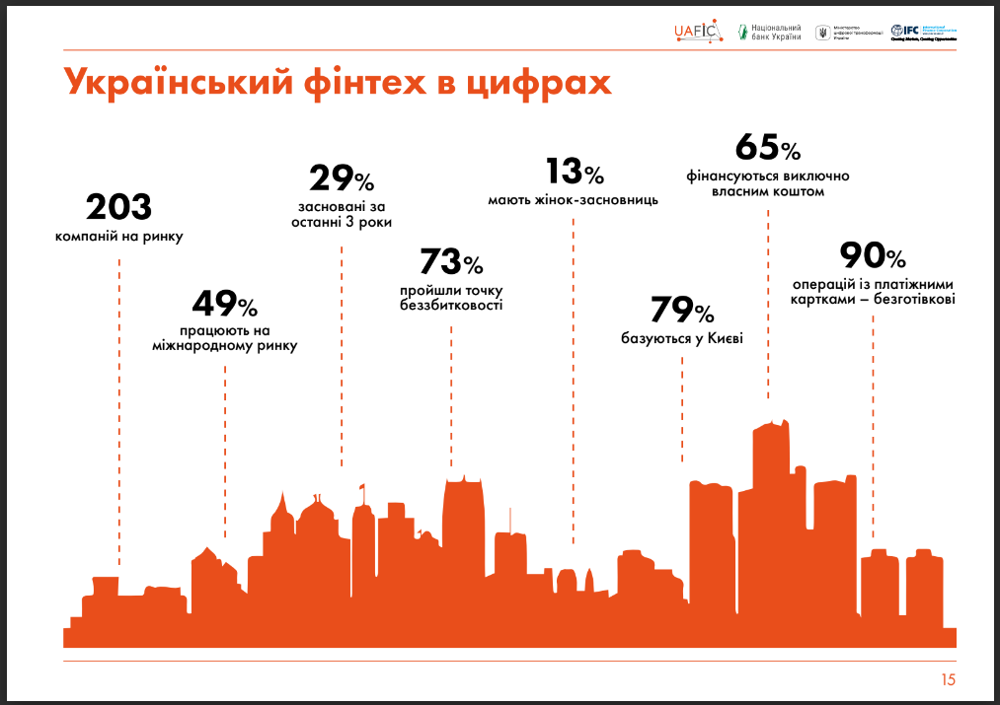 UAFIC
Національний
банк України
Міністерство
цифрової трансформації
України
IFC
Creating Markets, Creating Opportunities
Український фінтех в цифрах
203
компаній на ринку
49%
працюють на
міжнародному ринку
29%
засновані за
останні 3 роки
73%
пройшли точку
беззбитковості
13%
мають жінок-засновниць
79%
базуються у Києві
65%
фінансуються виключно
власним коштом
90%
операцій із платіжними
картками – безготівкові
15